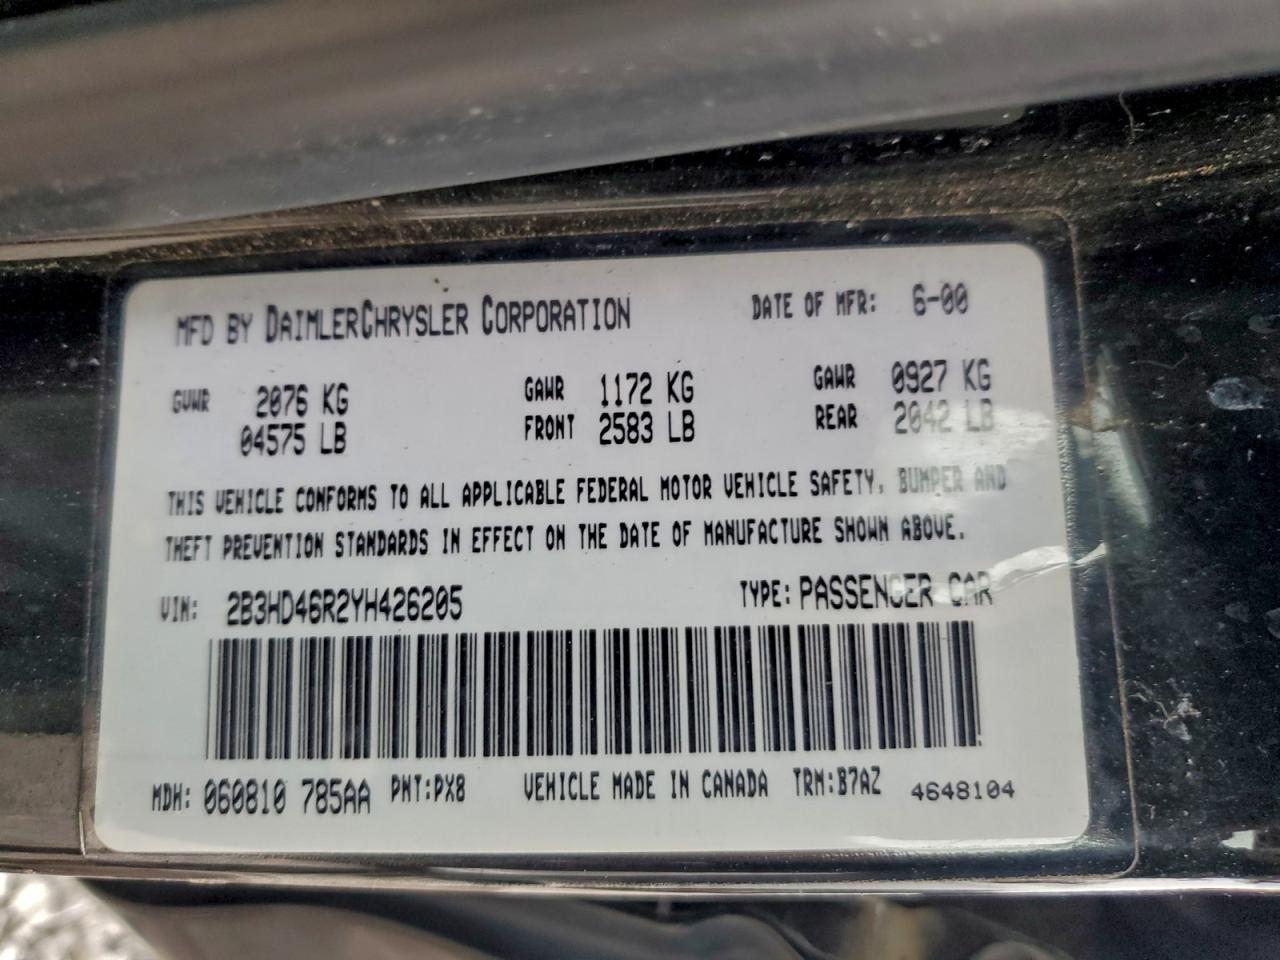 MFD BY DAIMLERCHRYSLER CORPORATION DATE OF MFR: 6-00
GVWR 2076 KG GAWR 1172 KG GAWR 0927 KG
04575 LB FRONT 2583 LB REAR 2042 LB
THIS VEHICLE CONFORMS TO ALL APPLICABLE FEDERAL MOTOR VEHICLE SAFETY, BUMPER AND
THEFT PREVENTION STANDARDS IN EFFECT ON THE DATE OF MANUFACTURE SHOWN ABOVE.
VIN: 2B3HD46R2YH426205 TYPE: PASSENGER CAR
MDH: 060810 785AA PNT:PX8 VEHICLE MADE IN CANADA TRM:B7AZ 4648104